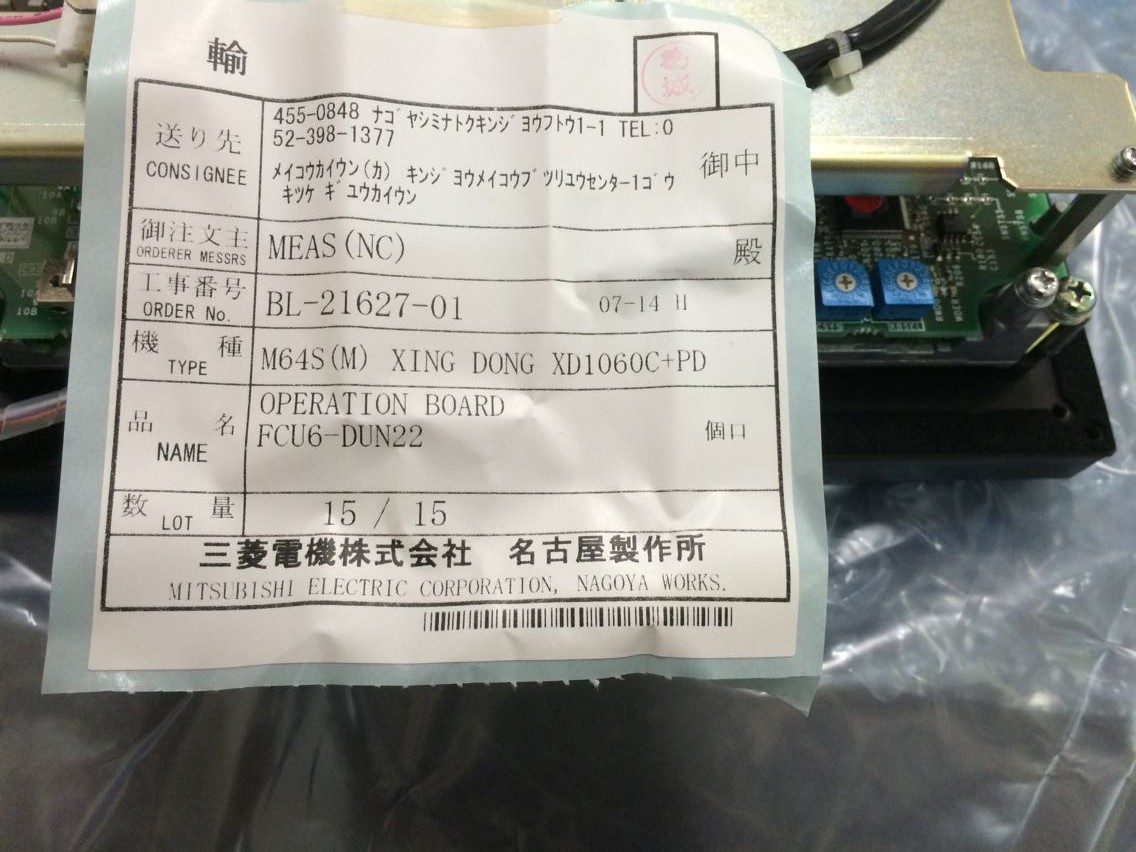 輸
送り先
CONSIGNEE
455-0848 ﾅｺﾞﾔｼﾐﾅﾄｸｷﾝｼﾞﾖｳﾌﾄｳ1-1 TEL:0
52-398-1377
ﾒｲｺｳｶｲｳﾝ(ｶ) ｷﾝｼﾞﾖｳﾒｲｺｳﾌﾞﾂﾘﾕｳｾﾝﾀｰ1ｺﾞｳ
ｷﾂｹ ｷﾞﾕｳｶｲｳﾝ
御中
御注文主
ORDERER MESSRS
MEAS(NC)
殿
工事番号
ORDER No.
BL-21627-01
07-14 日
機 種
TYPE
M64S(M) XING DONG XD1060C+PD
品 名
NAME
OPERATION BOARD
FCU6-DUN22
個口
数 量
LOT
15 / 15
三菱電機株式会社 名古屋製作所
MITSUBISHI ELECTRIC CORPORATION, NAGOYA WORKS.